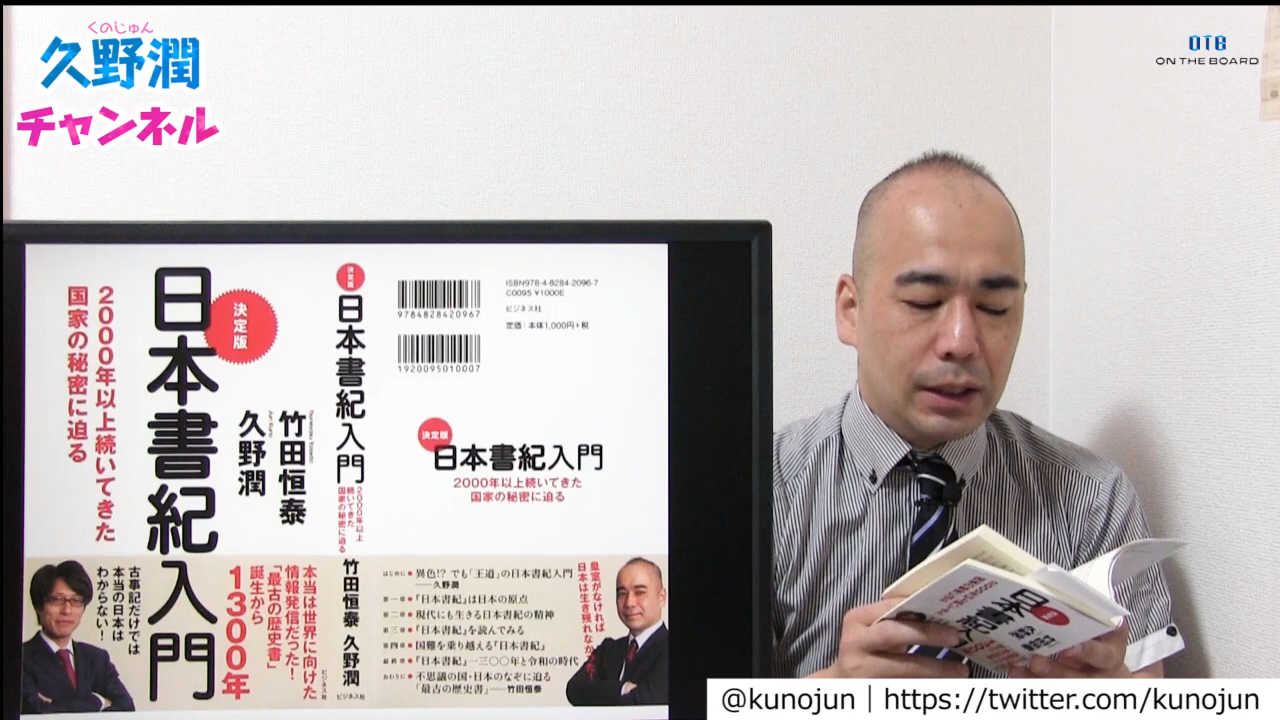 くのじゅん
久野潤
チャンネル
OTB
ON THE BOARD
決定版
日本書紀入門
2000年以上続いてきた
国家の秘密に迫る
竹田恒泰
久野潤
古事記だけでは
本当の日本は
わからない!
本当は世界に向けた
情報発信だった!
「最古の歴史書」
誕生から
1300年
ビジネス社
決定版
日本書紀入門
2000年以上
続いてきた
国家の秘密に迫る
竹田恒泰 久野潤
ビジネス社
9784828420967
1920095010007
ISBN978-4-8284-2096-7
C0095 ¥1000E
ビジネス社
定価:本体1,000円+税
決定版
日本書紀入門
2000年以上続いてきた
国家の秘密に迫る
はじめに 異色!? でも「王道」の日本書紀入門
――久野潤
第一章 『日本書紀』は日本の原点
第二章 現代にも生きる日本書紀の精神
第三章 『日本書紀』を読んでみる
第四章 国難を乗り越える『日本書紀』
最終章 『日本書紀』一三〇〇年と令和の時代
おわりに 不思議の国・日本のなぞに迫る
「最古の歴史書」――竹田恒泰
皇室がなければ
日本は生き残れなかった!
決定版
日本書紀入門
@kunojun｜https://twitter.com/kunojun